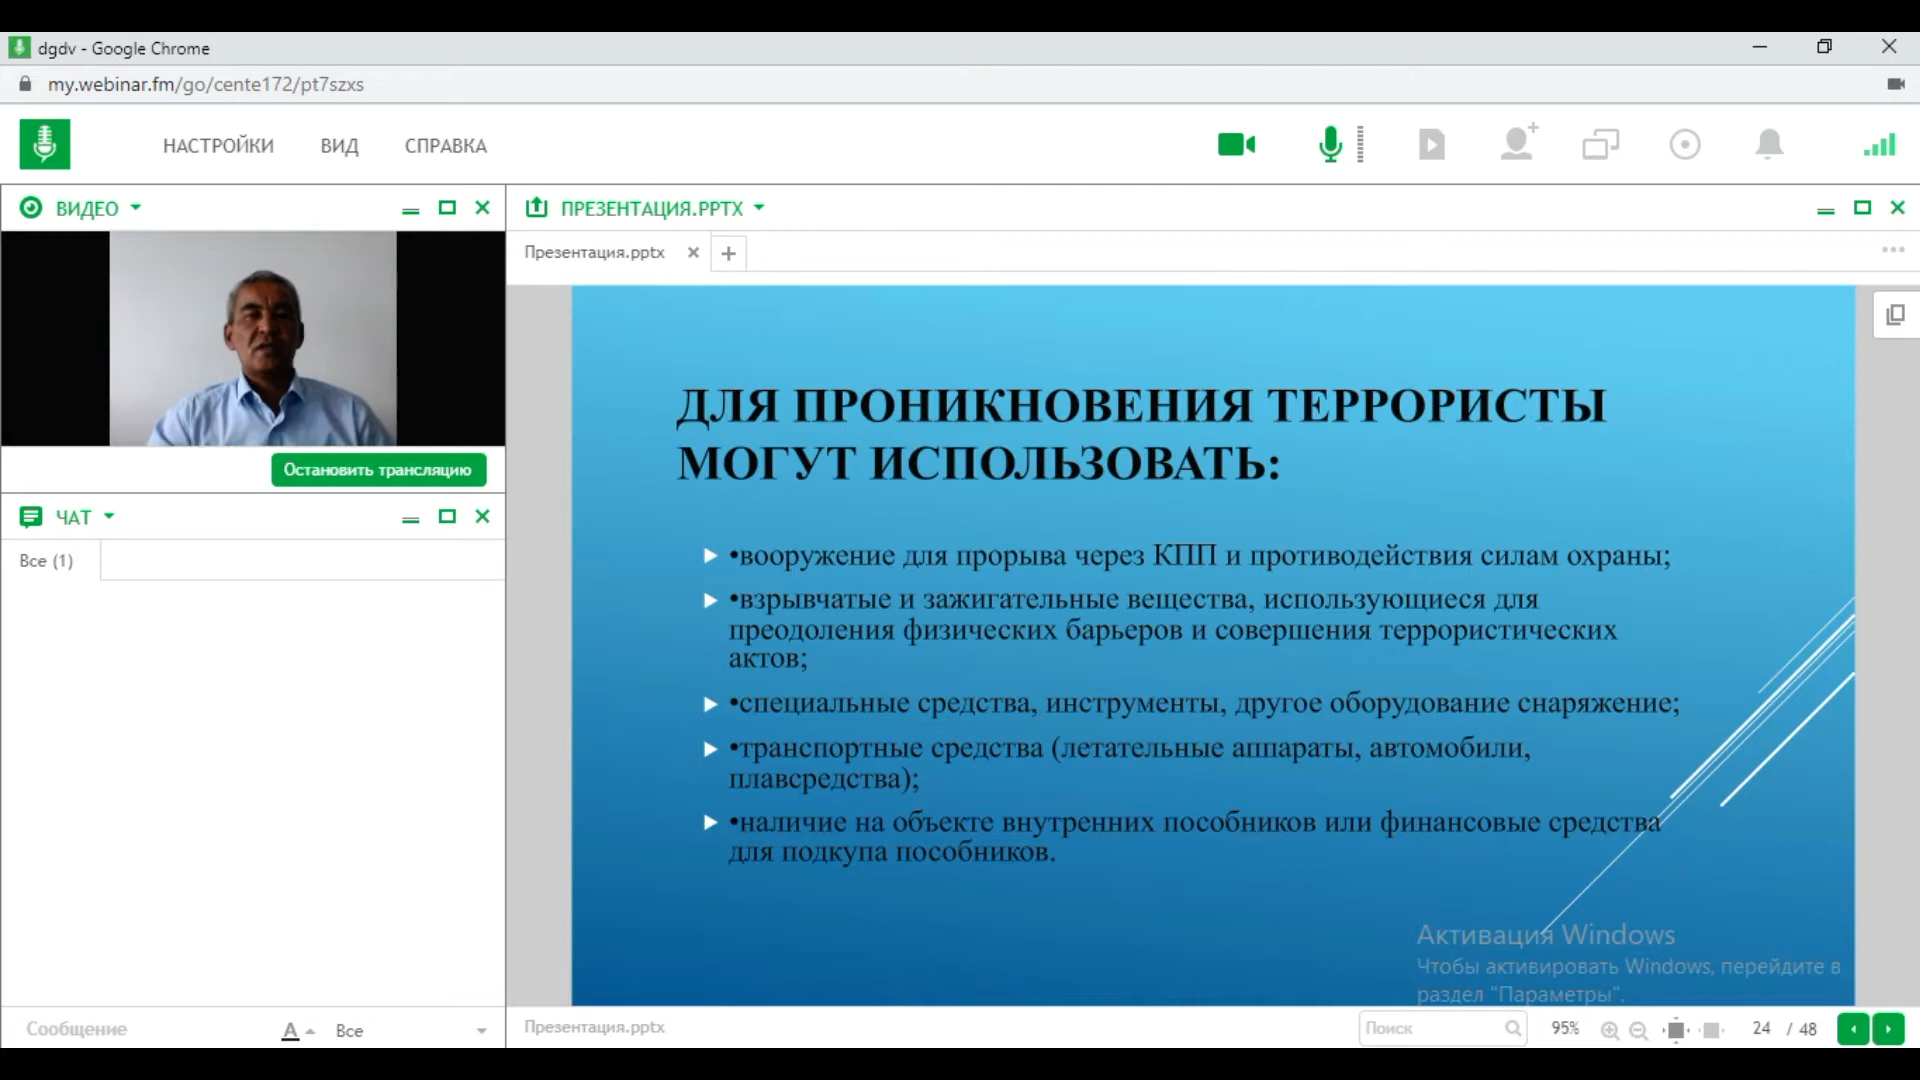 dgdv - Google Chrome
my.webinar.fm/go/cente172/pt7szxs
НАСТРОЙКИ ВИД СПРАВКА
ВИДЕО
ПРЕЗЕНТАЦИЯ.PPTX
Презентация.pptx
ДЛЯ ПРОНИКНОВЕНИЯ ТЕРРОРИСТЫ
МОГУТ ИСПОЛЬЗОВАТЬ:
•вооружение для прорыва через КПП и противодействия силам охраны;
•взрывчатые и зажигательные вещества, использующиеся для
преодоления физических барьеров и совершения террористических
актов;
•специальные средства, инструменты, другое оборудование снаряжение;
•транспортные средства (летательные аппараты, автомобили,
плавсредства);
•наличие на объекте внутренних пособников или финансовые средства
для подкупа пособников.
Активация Windows
Чтобы активировать Windows, перейдите в
раздел "Параметры".
Остановить трансляцию
ЧАТ
Все (1)
Сообщение А Все
Презентация.pptx
Поиск 95% 24 / 48